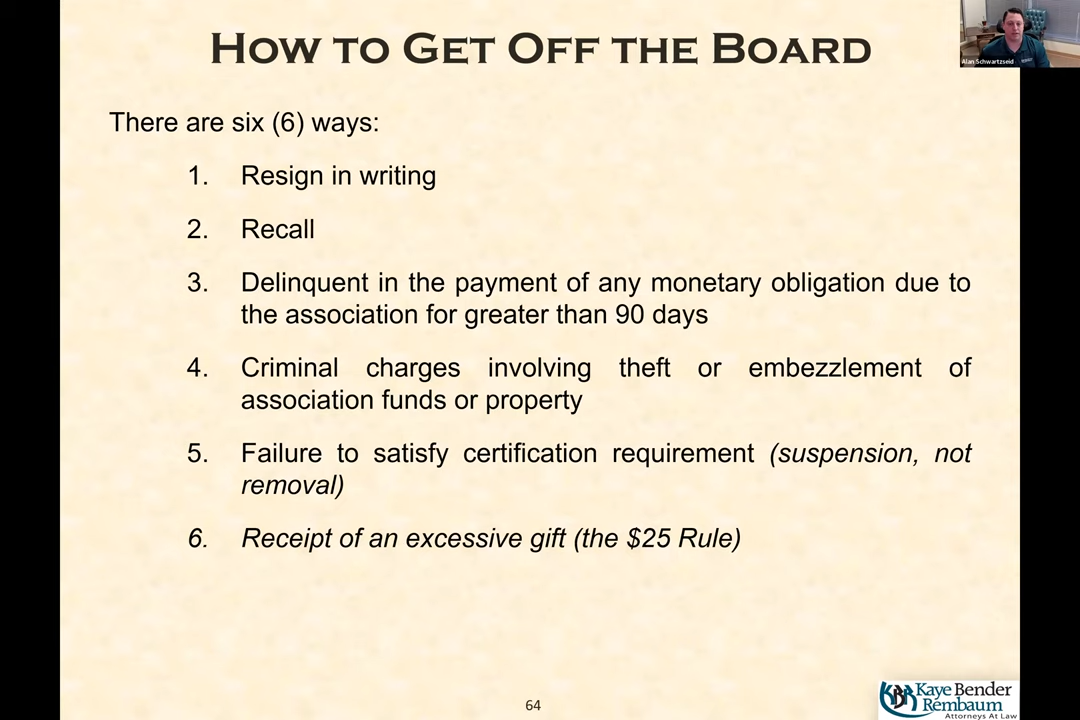 How to Get Off the Board
Alan Schwartzseid
There are six (6) ways:
1. Resign in writing
2. Recall
3. Delinquent in the payment of any monetary obligation due to
the association for greater than 90 days
4. Criminal charges involving theft or embezzlement of
association funds or property
5. Failure to satisfy certification requirement (suspension, not
removal)
6. Receipt of an excessive gift (the $25 Rule)
64
KBR Kaye Bender
Rembaum
Attorneys At Law